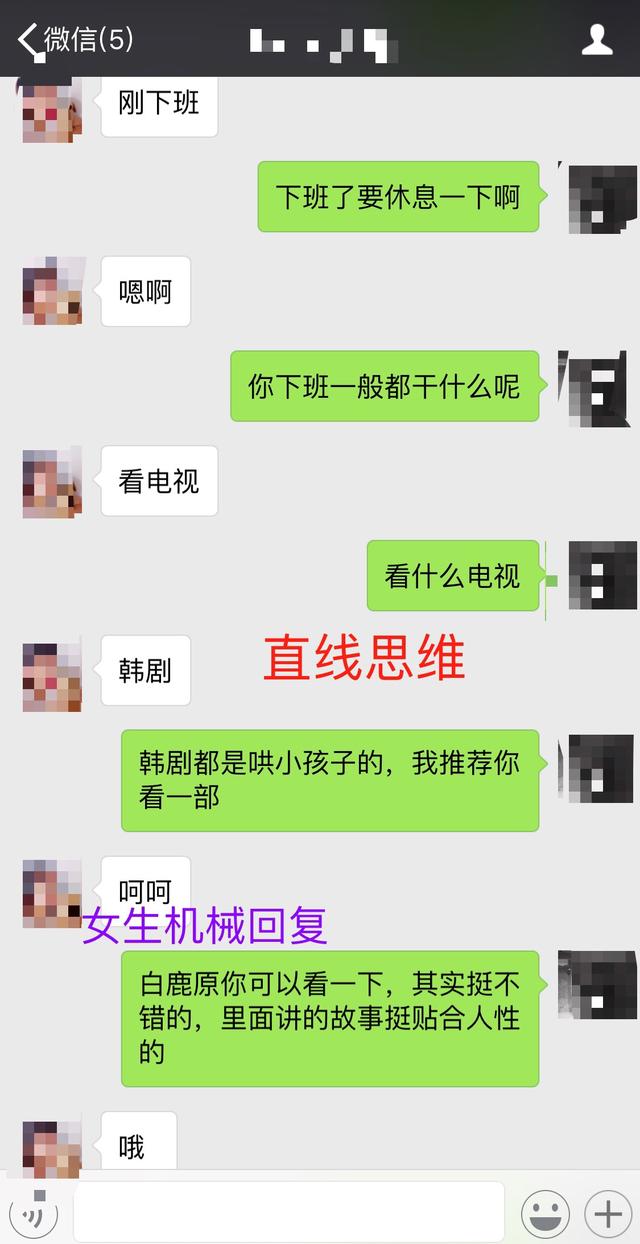 微信(5)
刚下班
下班了要休息一下啊
嗯啊
你下班一般都干什么呢
看电视
看什么电视
直线思维
韩剧
韩剧都是哄小孩子的，我推荐你
看一部
呵呵
女生机械回复
白鹿原你可以看一下，其实挺不
错的，里面讲的故事挺贴合人性
的
哦